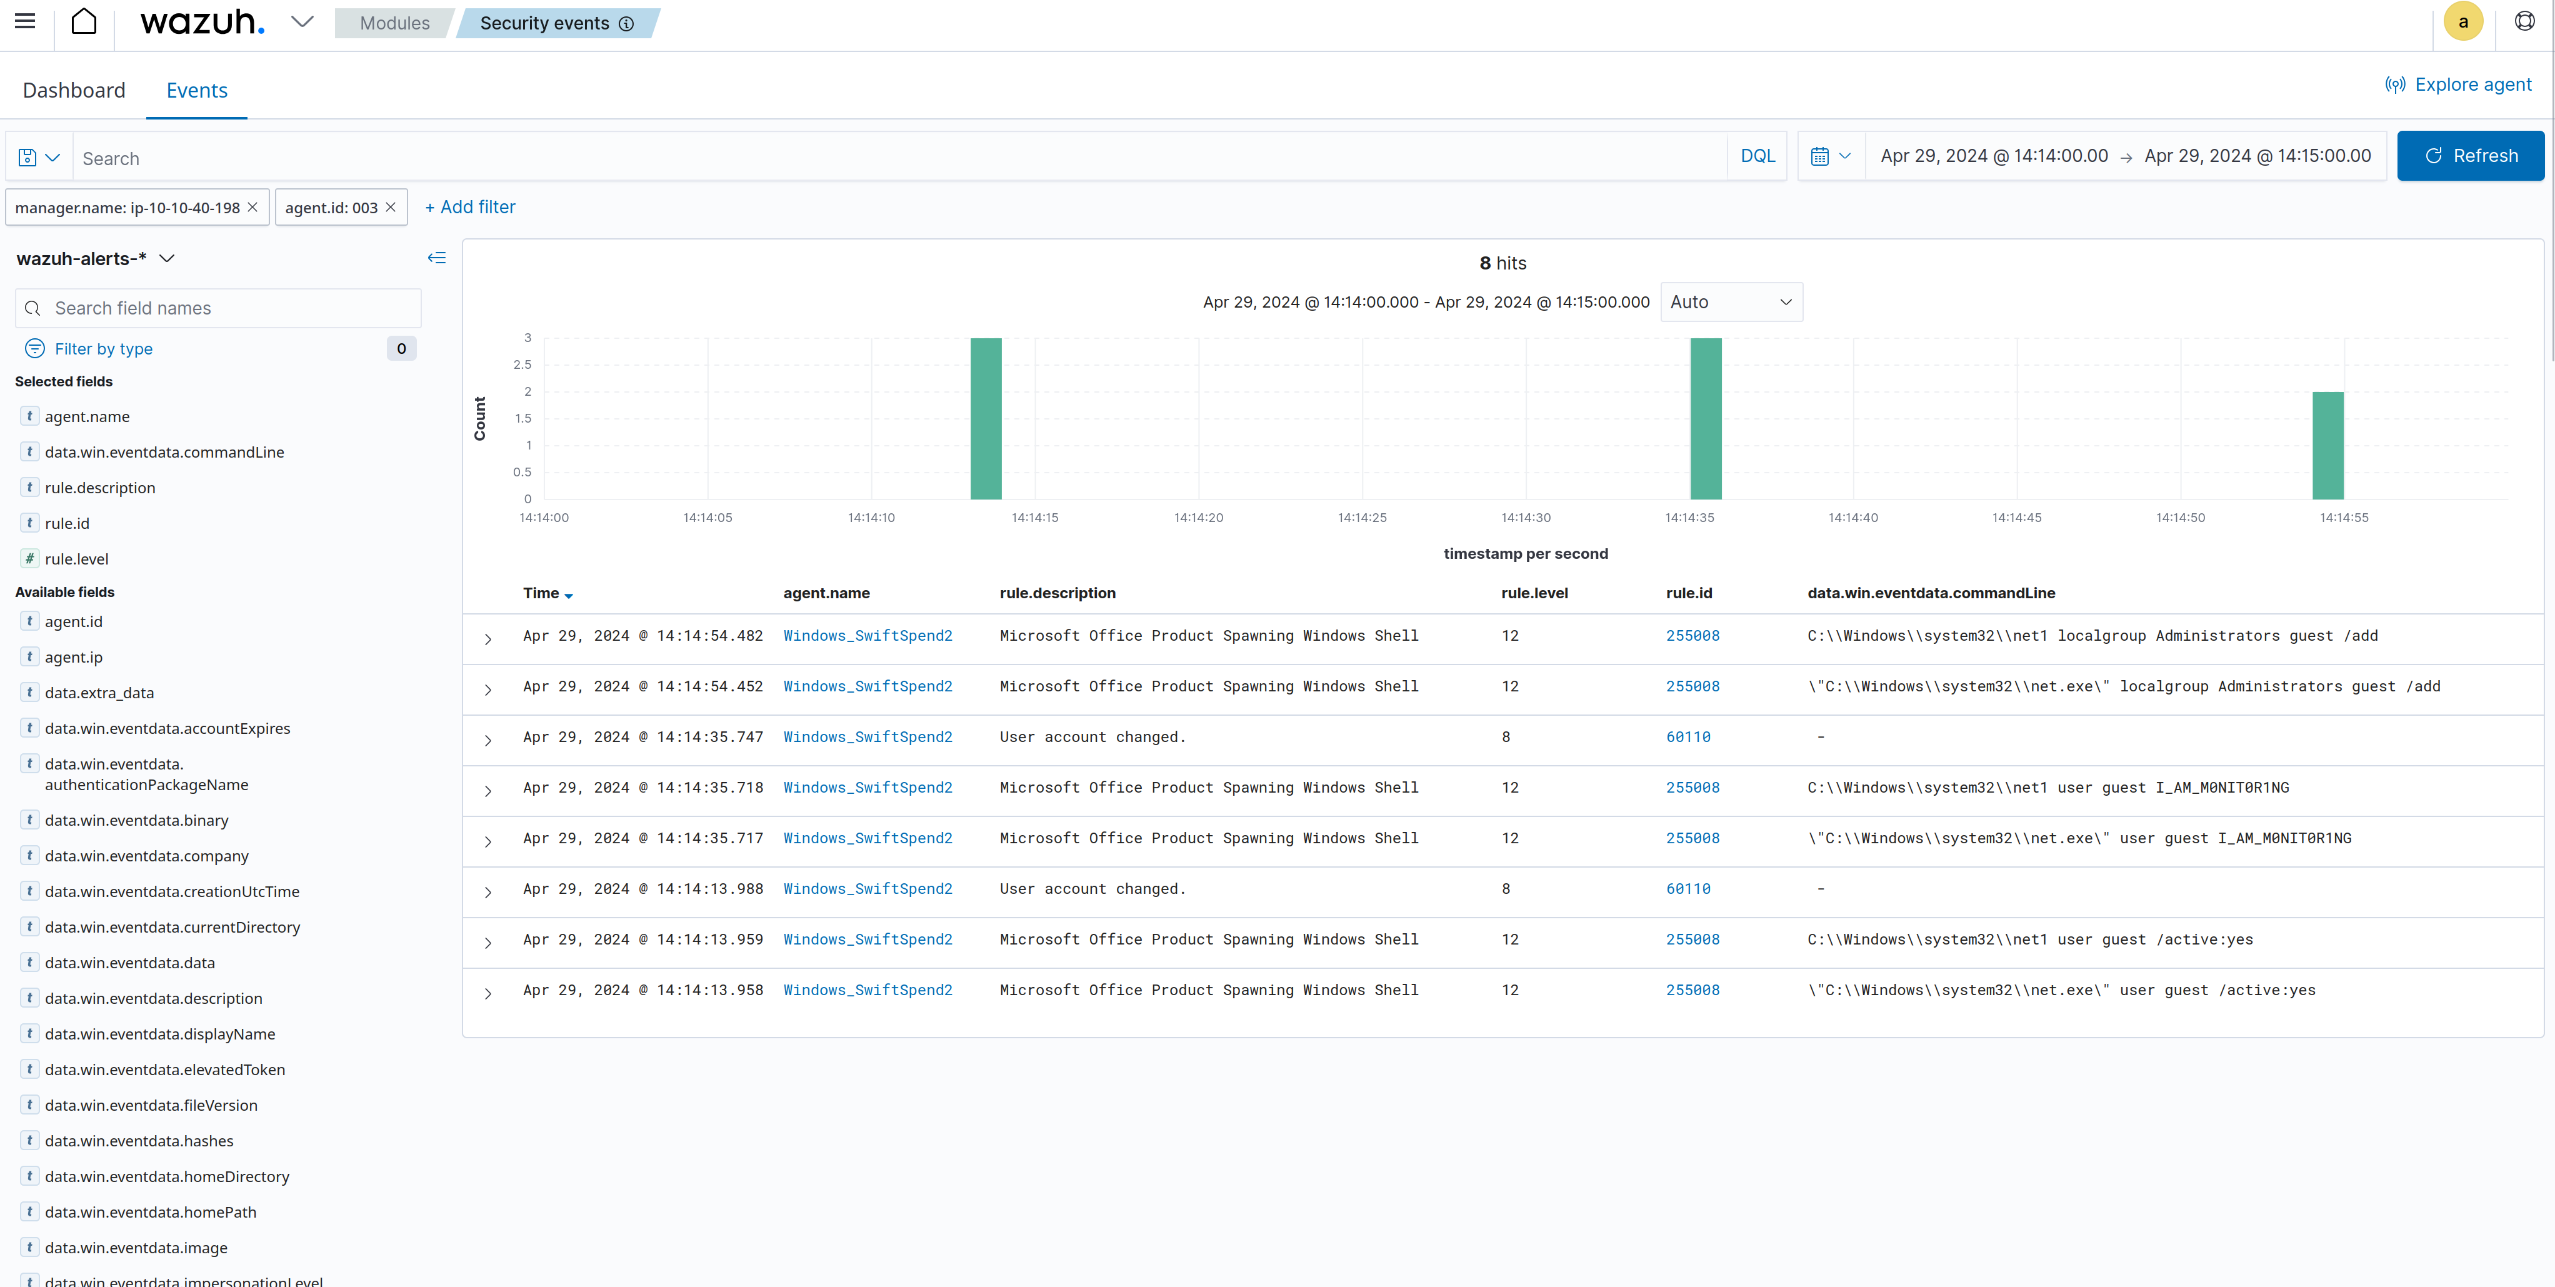 wazuh.
Modules
Security events
a
Dashboard
Events
Explore agent
Search
DQL
Apr 29, 2024 @ 14:14:00.00 → Apr 29, 2024 @ 14:15:00.00
Refresh
manager.name: ip-10-10-40-198 ×
agent.id: 003 ×
+ Add filter
wazuh-alerts-*
Search field names
Filter by type 0
Selected fields
t agent.name
t data.win.eventdata.commandLine
t rule.description
t rule.id
# rule.level
Available fields
t agent.id
t agent.ip
t data.extra_data
t data.win.eventdata.accountExpires
t data.win.eventdata.
authenticationPackageName
t data.win.eventdata.binary
t data.win.eventdata.company
t data.win.eventdata.creationUtcTime
t data.win.eventdata.currentDirectory
t data.win.eventdata.data
t data.win.eventdata.description
t data.win.eventdata.displayName
t data.win.eventdata.elevatedToken
t data.win.eventdata.fileVersion
t data.win.eventdata.hashes
t data.win.eventdata.homeDirectory
t data.win.eventdata.homePath
t data.win.eventdata.image
t data.win.eventdata.impersonationLevel
8 hits
Apr 29, 2024 @ 14:14:00.000 - Apr 29, 2024 @ 14:15:00.000 Auto
Count
3
2.5
2
1.5
1
0.5
0
14:14:00 14:14:05 14:14:10 14:14:15 14:14:20 14:14:25 14:14:30 14:14:35 14:14:40 14:14:45 14:14:50 14:14:55
timestamp per second
Time agent.name rule.description rule.level rule.id data.win.eventdata.commandLine
Apr 29, 2024 @ 14:14:54.482 Windows_SwiftSpend2 Microsoft Office Product Spawning Windows Shell 12 255008 C:\\Windows\\system32\\net1 localgroup Administrators guest /add
Apr 29, 2024 @ 14:14:54.452 Windows_SwiftSpend2 Microsoft Office Product Spawning Windows Shell 12 255008 \"C:\\Windows\\system32\\net.exe\" localgroup Administrators guest /add
Apr 29, 2024 @ 14:14:35.747 Windows_SwiftSpend2 User account changed. 8 60110 -
Apr 29, 2024 @ 14:14:35.718 Windows_SwiftSpend2 Microsoft Office Product Spawning Windows Shell 12 255008 C:\\Windows\\system32\\net1 user guest I_AM_M0NIT0R1NG
Apr 29, 2024 @ 14:14:35.717 Windows_SwiftSpend2 Microsoft Office Product Spawning Windows Shell 12 255008 \"C:\\Windows\\system32\\net.exe\" user guest I_AM_M0NIT0R1NG
Apr 29, 2024 @ 14:14:13.988 Windows_SwiftSpend2 User account changed. 8 60110 -
Apr 29, 2024 @ 14:14:13.959 Windows_SwiftSpend2 Microsoft Office Product Spawning Windows Shell 12 255008 C:\\Windows\\system32\\net1 user guest /active:yes
Apr 29, 2024 @ 14:14:13.958 Windows_SwiftSpend2 Microsoft Office Product Spawning Windows Shell 12 255008 \"C:\\Windows\\system32\\net.exe\" user guest /active:yes